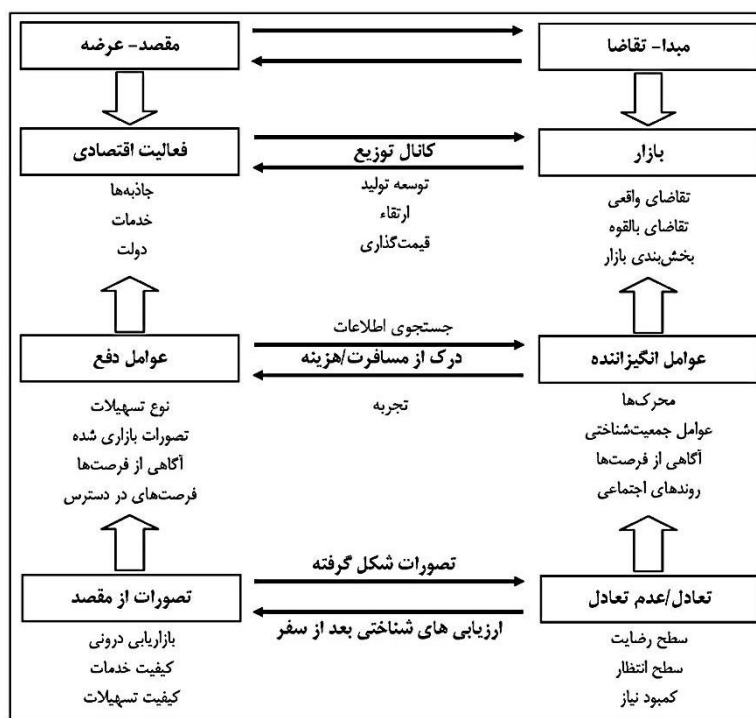 مبدا- تقاضا
مقصد- عرضه
بازار
کانال توزیع
فعالیت اقتصادی
تقاضای واقعی
تقاضای بالقوه
بخش‌بندی بازار
توسعه تولید
ارتقاء
قیمت‌گذاری
جاذبه‌ها
خدمات
دولت
عوامل انگیزاننده
جستجوی اطلاعات
درک از مسافرت/هزینه
تجربه
عوامل دفع
محرک‌ها
عوامل جمعیت‌شناختی
آگاهی از فرصت‌ها
روندهای اجتماعی
نوع تسهیلات
تصورات بازاری شده
آگاهی از فرصت‌ها
فرصت‌های در دسترس
تعادل/عدم تعادل
تصورات شکل گرفته
ارزیابی های شناختی بعد از سفر
تصورات از مقصد
سطح رضایت
سطح انتظار
کمبود نیاز
بازاریابی درونی
کیفیت خدمات
کیفیت تسهیلات